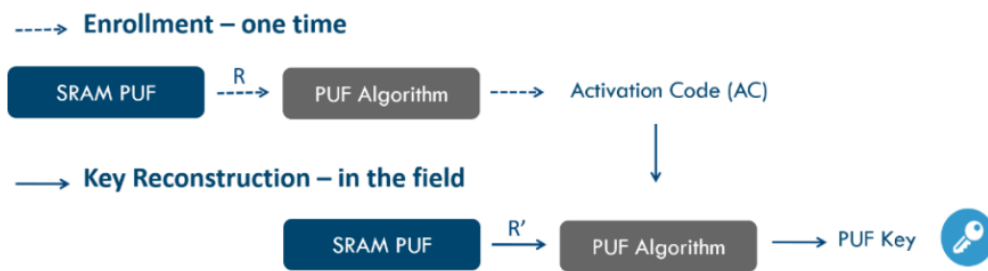 Enrollment – one time
SRAM PUF
R
PUF Algorithm
Activation Code (AC)
Key Reconstruction – in the field
SRAM PUF
R’
PUF Algorithm
PUF Key